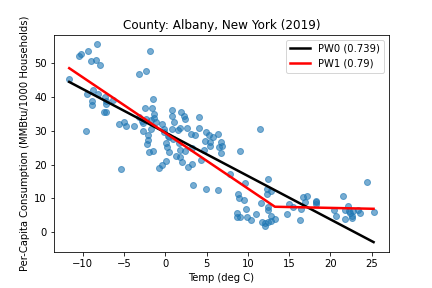 County: Albany, New York (2019)
PW0 (0.739)
PW1 (0.79)
Per-Capita Consumption (MMBtu/1000 Households)
50
40
30
20
10
0
−10 −5 0 5 10 15 20 25
Temp (deg C)